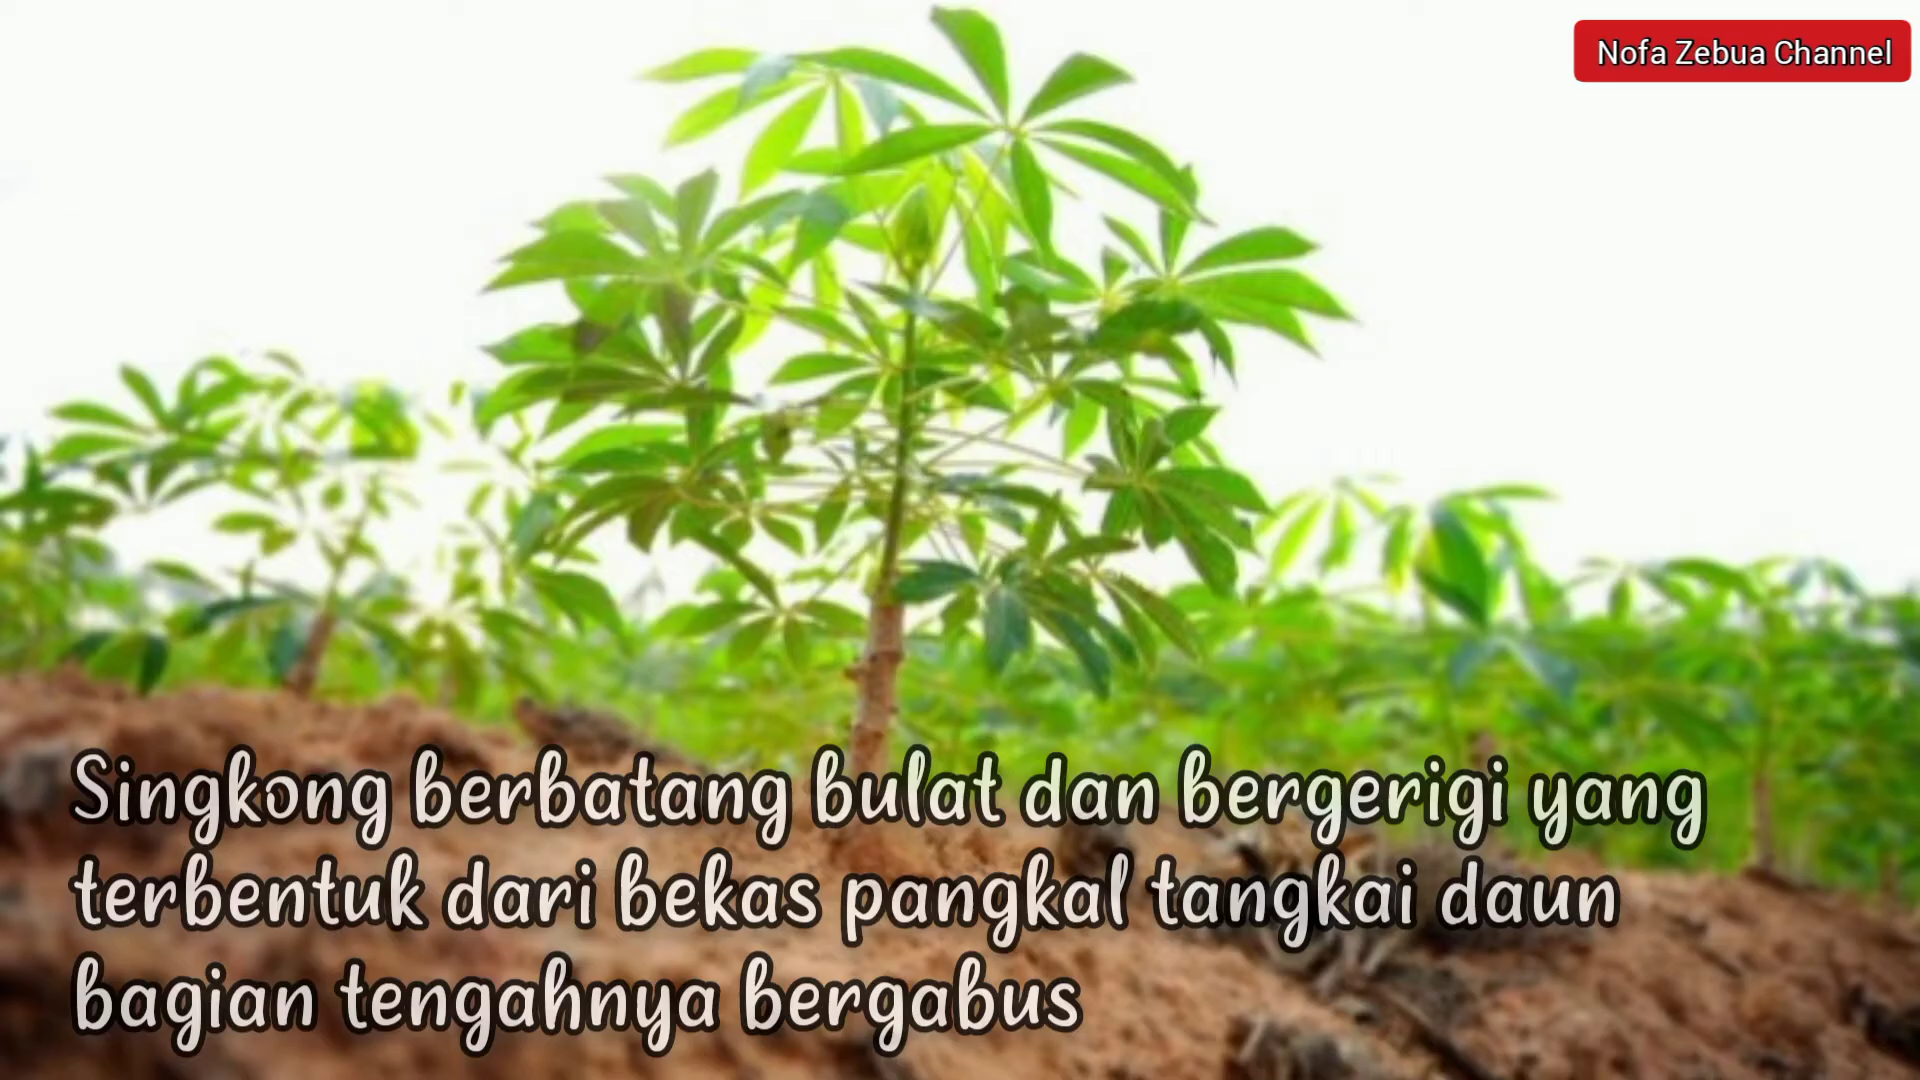 Nofa Zebua Channel
Singkong berbatang bulat dan bergerigi yang
terbentuk dari bekas pangkal tangkai daun
bagian tengahnya bergabus